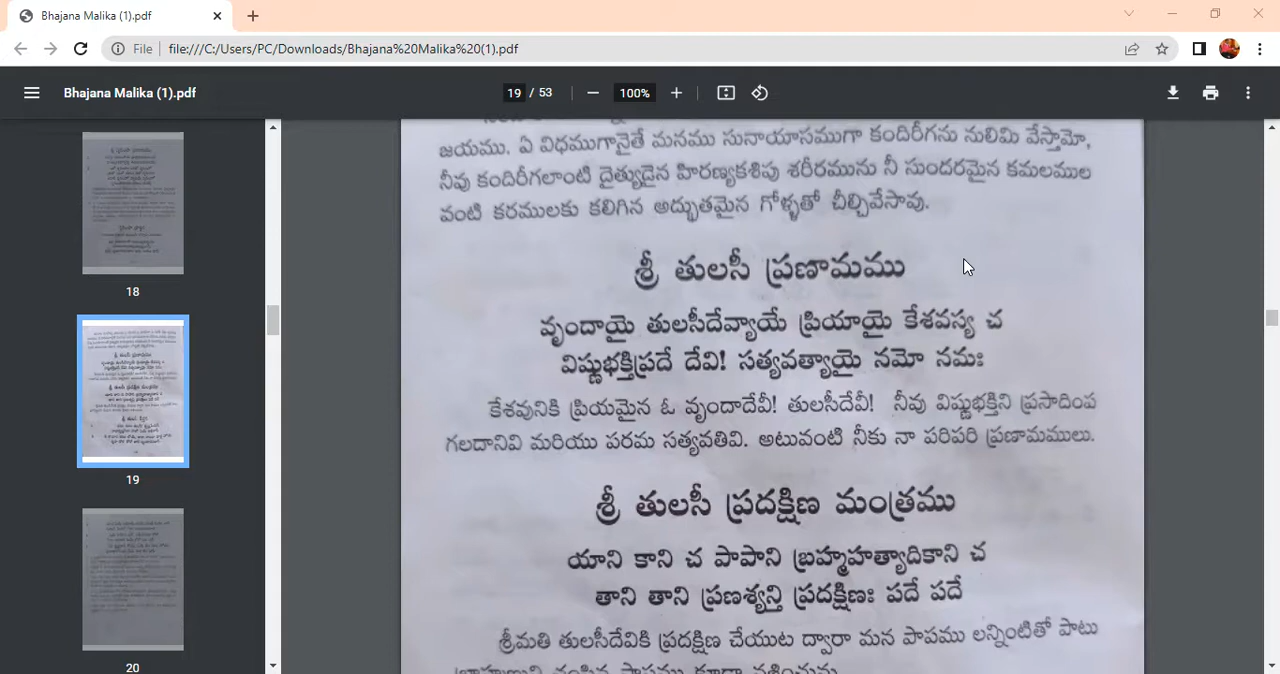 Bhajana Malika (1).pdf
File
file:///C:/Users/PC/Downloads/Bhajana%20Malika%20(1).pdf
Bhajana Malika (1).pdf
19 / 53
100%
జయము. ఏ విధముగానైతే మనము సునాయాసముగా కందిరీగను నులిమి వేస్తామో,
నీవు కందిరీగలాంటి దైత్యుడైన హిరణ్యకశిపు శరీరమును నీ సుందరమైన కమలముల
వంటి కరములకు కలిగిన అద్భుతమైన గోళ్ళతో చీల్చివేసావు.
శ్రీ తులసీ ప్రణామము
వృందాయై తులసీదేవ్యాయే ప్రియాయై కేశవస్య చ
విష్ణుభక్తిప్రదే దేవి! సత్యవత్యాయై నమో నమః
కేశవునికి ప్రియమైన ఓ వృందాదేవీ! తులసీదేవీ! నీవు విష్ణుభక్తిని ప్రసాదింప
గలదానివి మరియు పరమ సత్యవతివి. అటువంటి నీకు నా పరిపరి ప్రణామములు.
శ్రీ తులసీ ప్రదక్షిణ మంత్రము
యాని కాని చ పాపాని బ్రహ్మహత్యాదికాని చ
తాని తాని ప్రణశ్యన్తి ప్రదక్షిణః పదే పదే
శ్రీమతి తులసీదేవికి ప్రదక్షిణ చేయుట ద్వారా మన పాపము లన్నింటితో పాటు
18
19
20